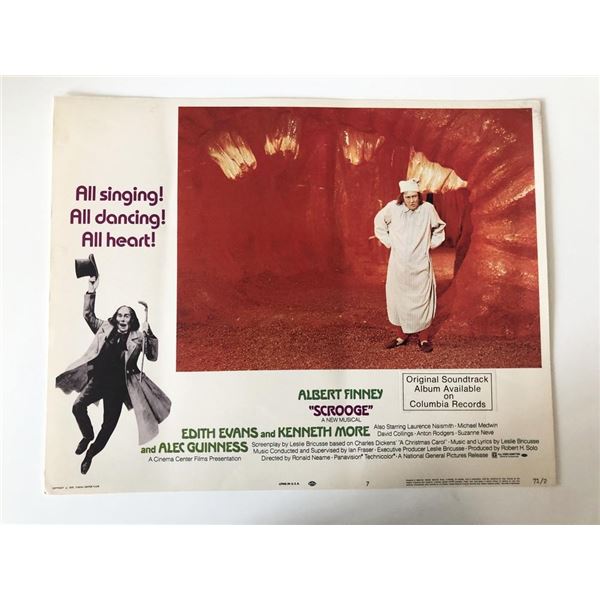 All singing!
All dancing!
All heart!
ALBERT FINNEY
"SCROOGE"
A NEW MUSICAL
Original Soundtrack
Album Available
on
Columbia Records
EDITH EVANS and KENNETH MORE
and ALEC GUINNESS
Also Starring Laurence Naismith · Michael Medwin
David Collings · Anton Rodgers · Suzanne Neve
Screenplay by Leslie Bricusse based on Charles Dickens' "A Christmas Carol" · Music and Lyrics by Leslie Bricusse
Music Conducted and Supervised by Ian Fraser · Executive Producer Leslie Bricusse · Produced by Robert H. Solo
A Cinema Center Films Presentation
Directed by Ronald Neame · Panavision® Technicolor® · A National General Pictures Release
LITHO. IN U.S.A.
7
71/2